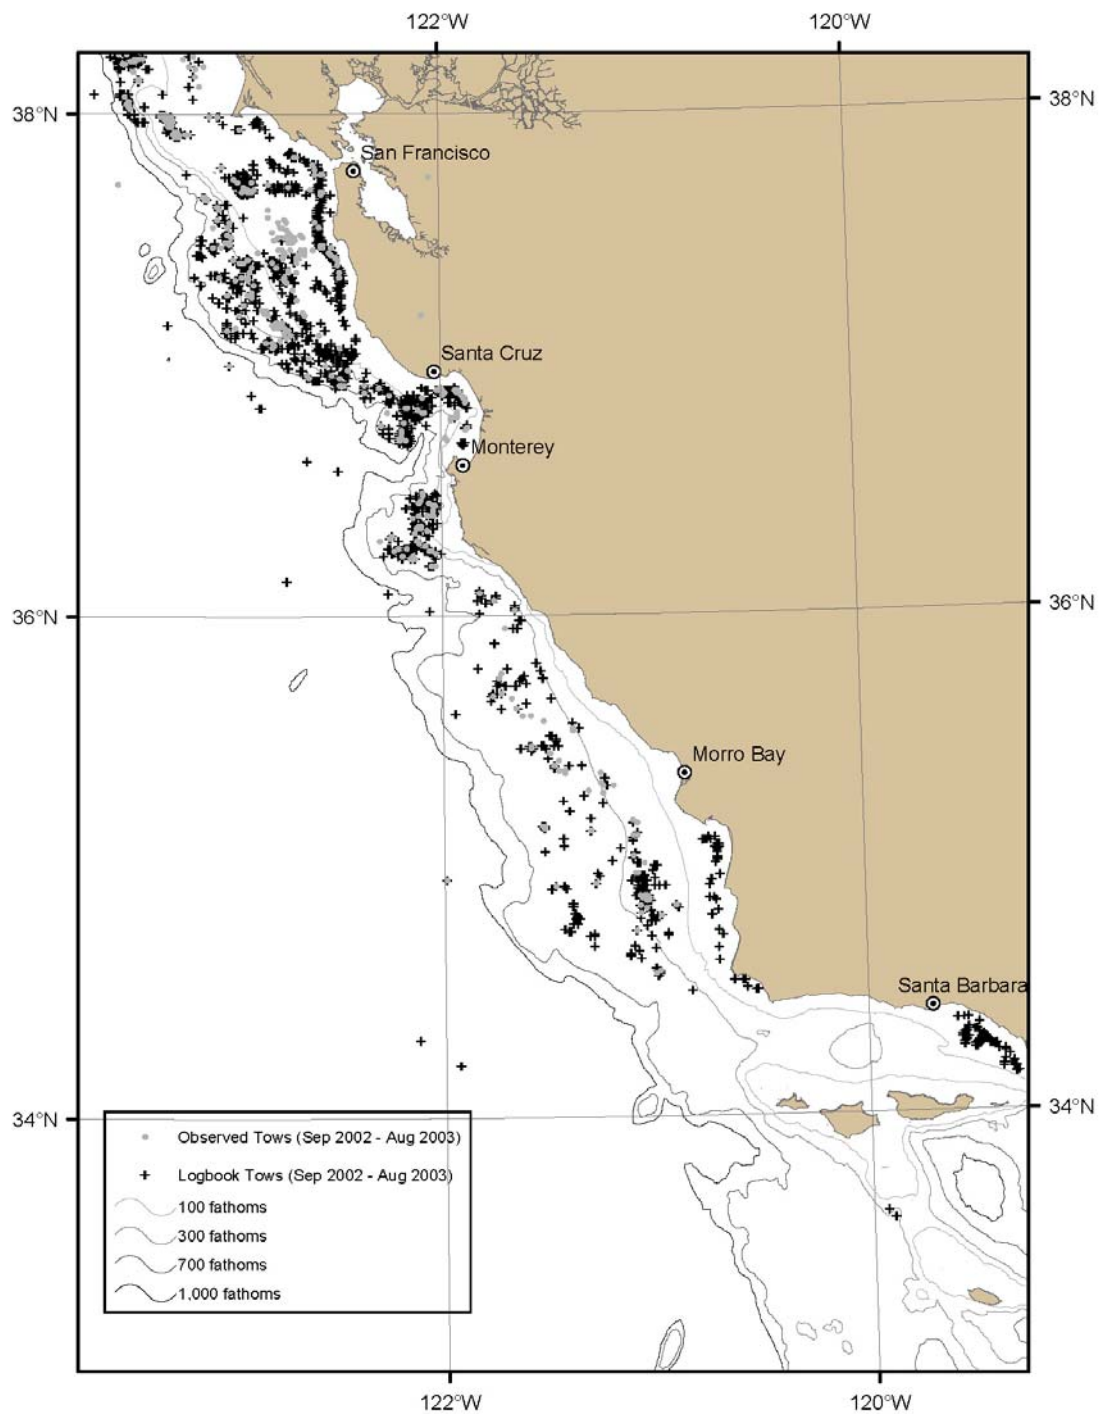 122°W 120°W
38°N 38°N
San Francisco
Santa Cruz
Monterey
36°N 36°N
Morro Bay
Santa Barbara
34°N 34°N
Observed Tows (Sep 2002 - Aug 2003)
Logbook Tows (Sep 2002 - Aug 2003)
100 fathoms
300 fathoms
700 fathoms
1,000 fathoms
122°W 120°W